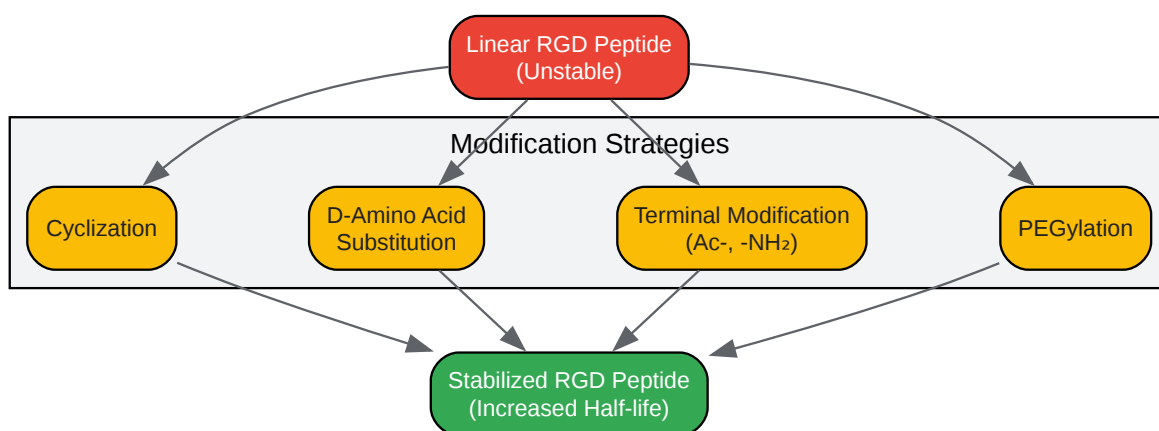 Linear RGD Peptide
(Unstable)
Modification Strategies
Cyclization
D-Amino Acid
Substitution
Terminal Modification
(Ac-, -NH₂)
PEGylation
Stabilized RGD Peptide
(Increased Half-life)